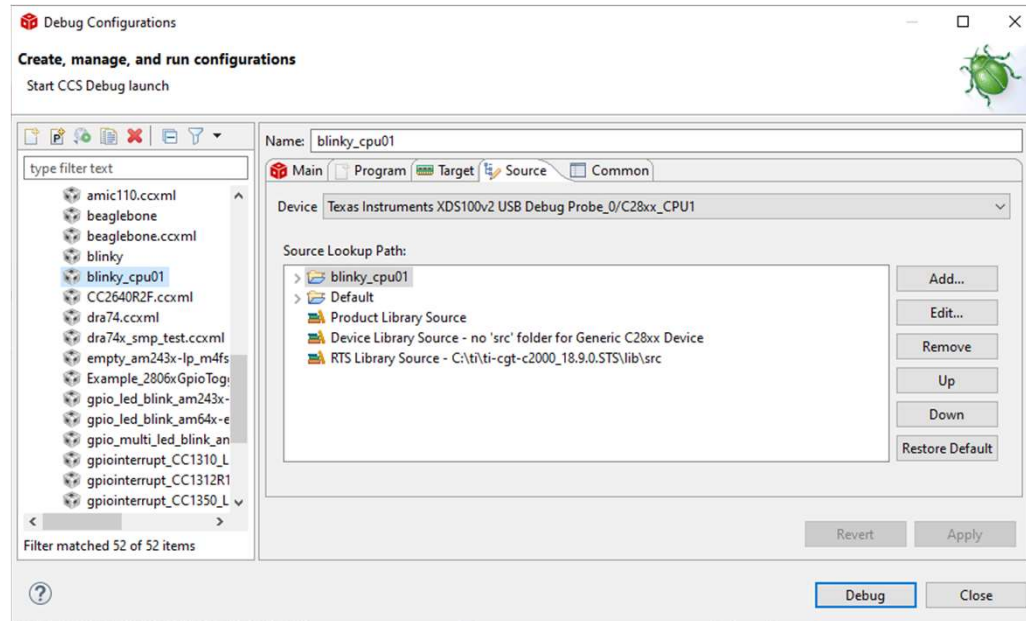 Debug Configurations
Create, manage, and run configurations
Start CCS Debug launch
type filter text
amic110.ccxml
beaglebone
beaglebone.ccxml
blinky
blinky_cpu01
CC2640R2F.ccxml
dra74.ccxml
dra74x_smp_test.ccxml
empty_am243x-lp_m4fs
Example_2806xGpioTog
gpio_led_blink_am243x-
gpio_led_blink_am64x-e
gpio_multi_led_blink_an
gpiointerrupt_CC1310_L
gpiointerrupt_CC1312R1
gpiointerrupt_CC1350_L
Filter matched 52 of 52 items
Name: blinky_cpu01
Main Program Target Source Common
Device Texas Instruments XDS100v2 USB Debug Probe_0/C28xx_CPU1
Source Lookup Path:
blinky_cpu01
Default
Product Library Source
Device Library Source - no 'src' folder for Generic C28xx Device
RTS Library Source - C:\ti\ti-cgt-c2000_18.9.0.STS\lib\src
Add...
Edit...
Remove
Up
Down
Restore Default
Revert Apply
? Debug Close